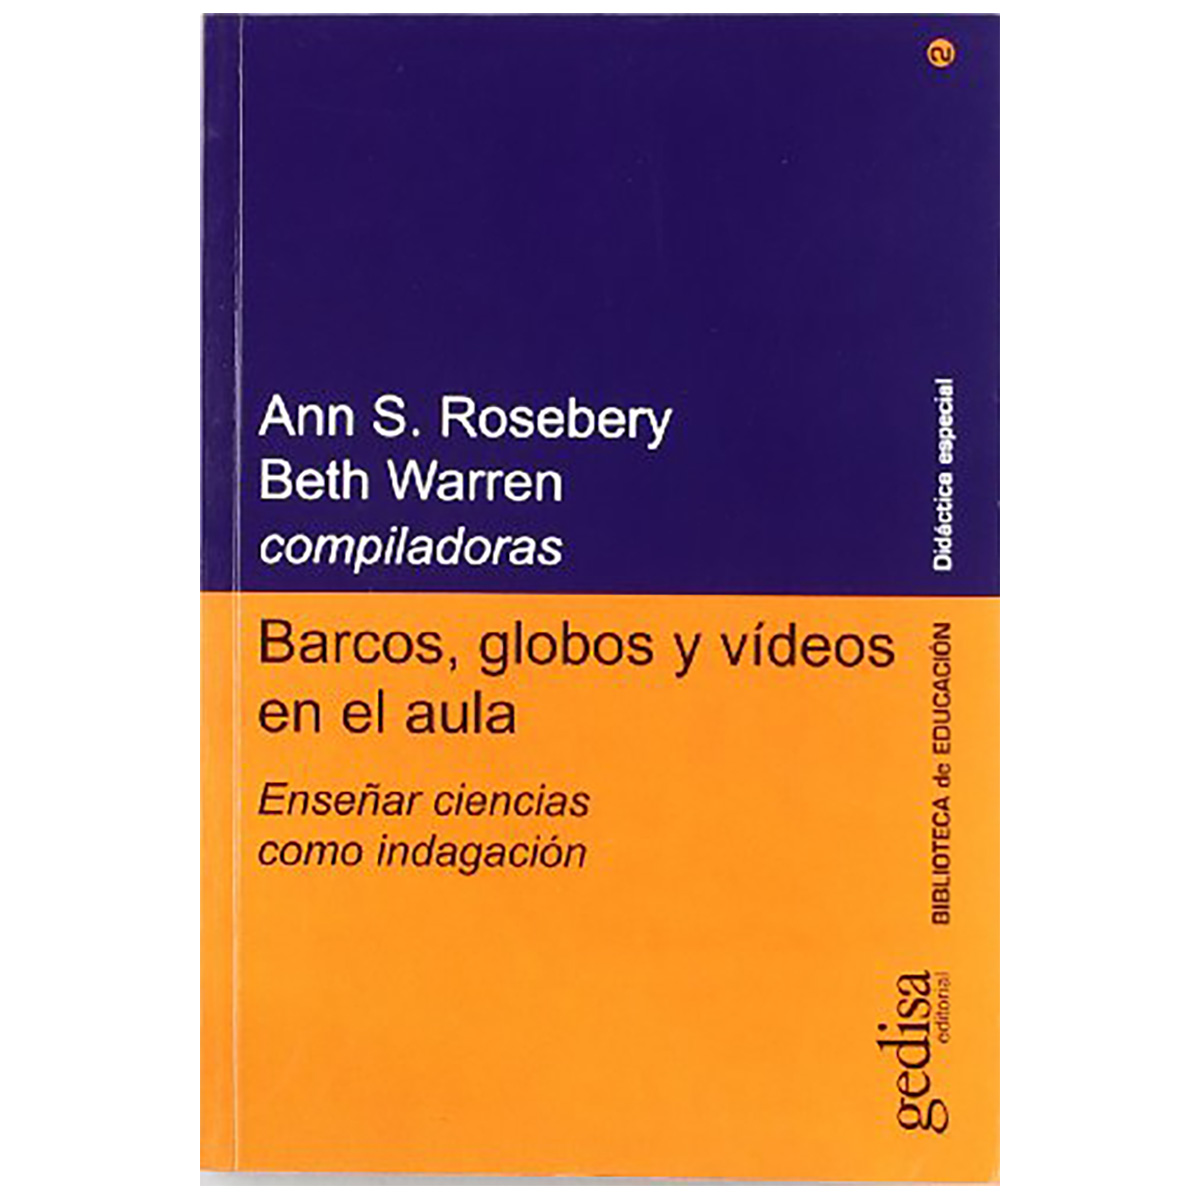 2
Ann S. Rosebery
Beth Warren
compiladoras
Didáctica especial
Barcos, globos y vídeos
en el aula
Enseñar ciencias
como indagación
BIBLIOTECA de EDUCACIÓN
gedisa
editorial